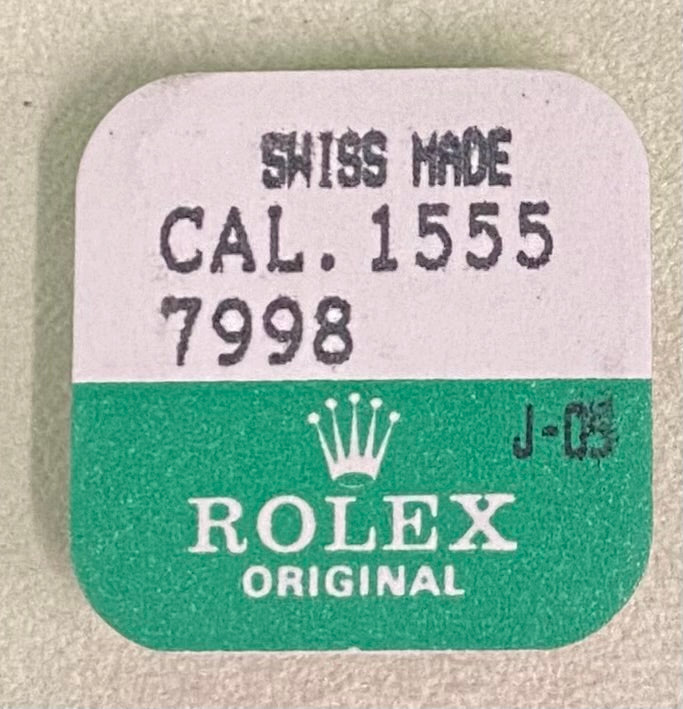 SWISS MADE
CAL. 1555
7998
J-05
ROLEX
ORIGINAL